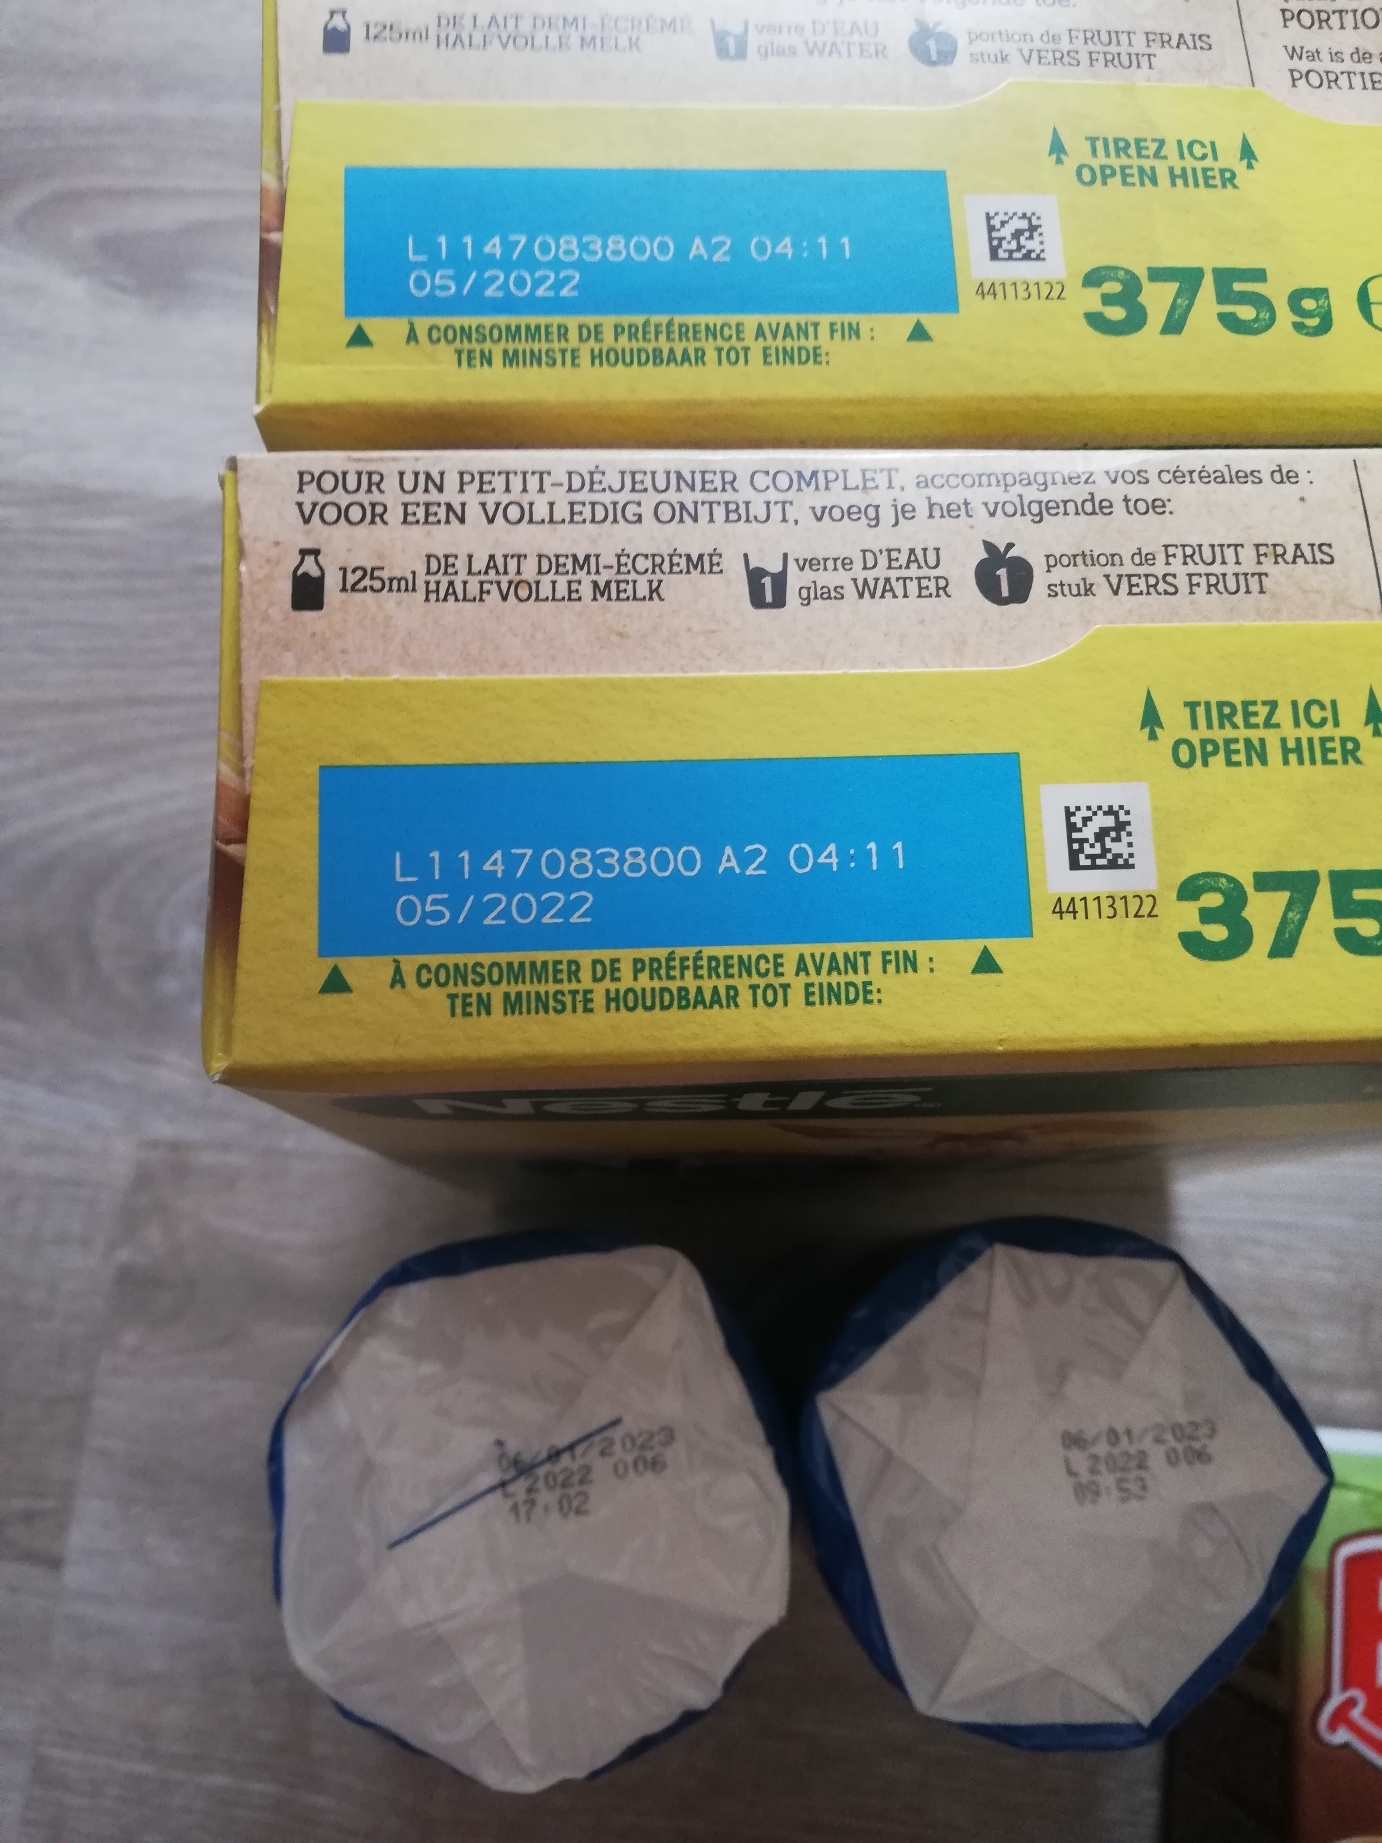 125ml DE LAIT DEMI-ÉCRÉMÉ
HALFVOLLE MELK
1 verre D'EAU
glas WATER
1 portion de FRUIT FRAIS
stuk VERS FRUIT
Wat is de
TIREZ ICI
OPEN HIER
L1147083800 A2 04:11
05/2022
44113122
375g
À CONSOMMER DE PRÉFÉRENCE AVANT FIN :
TEN MINSTE HOUDBAAR TOT EINDE:
POUR UN PETIT-DÉJEUNER COMPLET, accompagnez vos céréales de :
VOOR EEN VOLLEDIG ONTBIJT, voeg je het volgende toe:
125ml DE LAIT DEMI-ÉCRÉMÉ
HALFVOLLE MELK
1 verre D'EAU
glas WATER
1 portion de FRUIT FRAIS
stuk VERS FRUIT
TIREZ ICI
OPEN HIER
L1147083800 A2 04:11
05/2022
44113122
375
À CONSOMMER DE PRÉFÉRENCE AVANT FIN :
TEN MINSTE HOUDBAAR TOT EINDE:
Nestlé
06/01/2023
L 2022 006
17:02
06/01/2023
L 2022 006
09:53